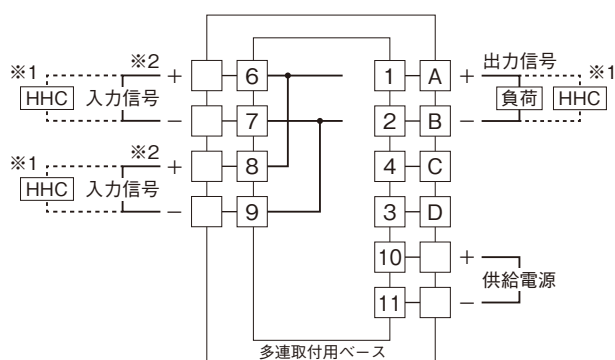 ※1 ※2 + 6 1 A + 出力信号 ※1
HHC 入力信号 負荷 HHC
− 7 2 B −
※1 ※2 + 8 4 C
HHC 入力信号
− 9 3 D
10 +
供給電源
11 −
多連取付用ベース